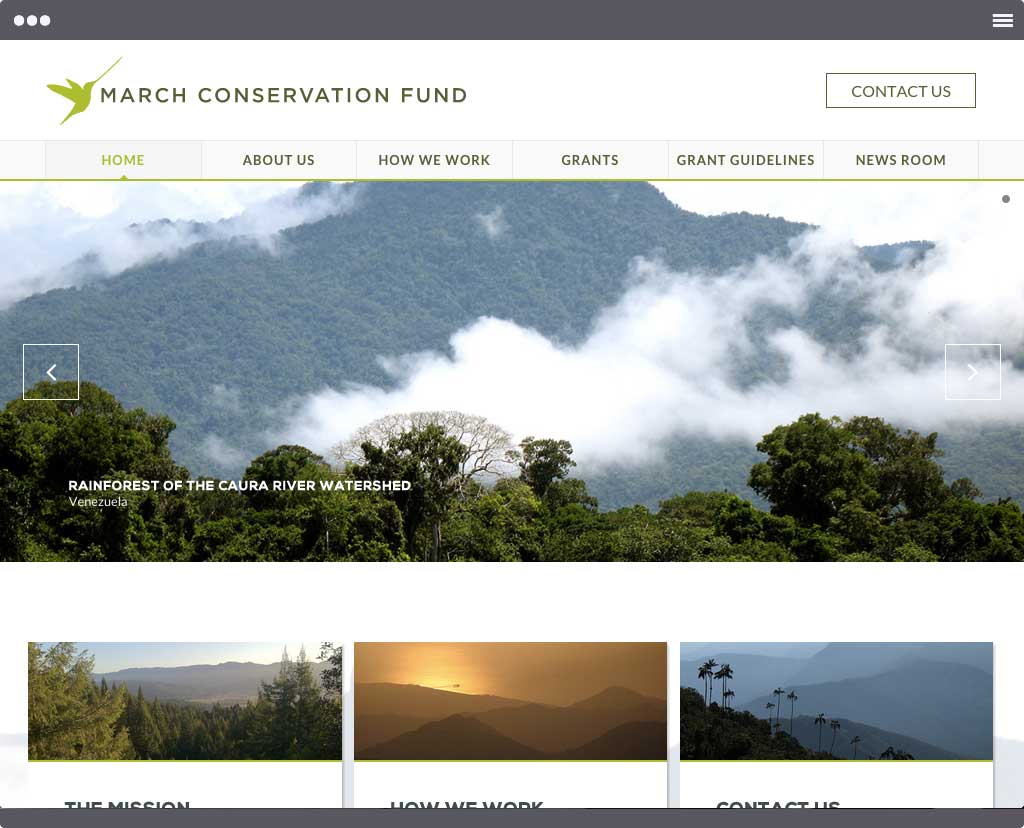 MARCH CONSERVATION FUND
CONTACT US
HOME
ABOUT US
HOW WE WORK
GRANTS
GRANT GUIDELINES
NEWS ROOM
RAINFOREST OF THE CAURA RIVER WATERSHED
Venezuela
THE MISSION
HOW WE WORK
CONTACT US